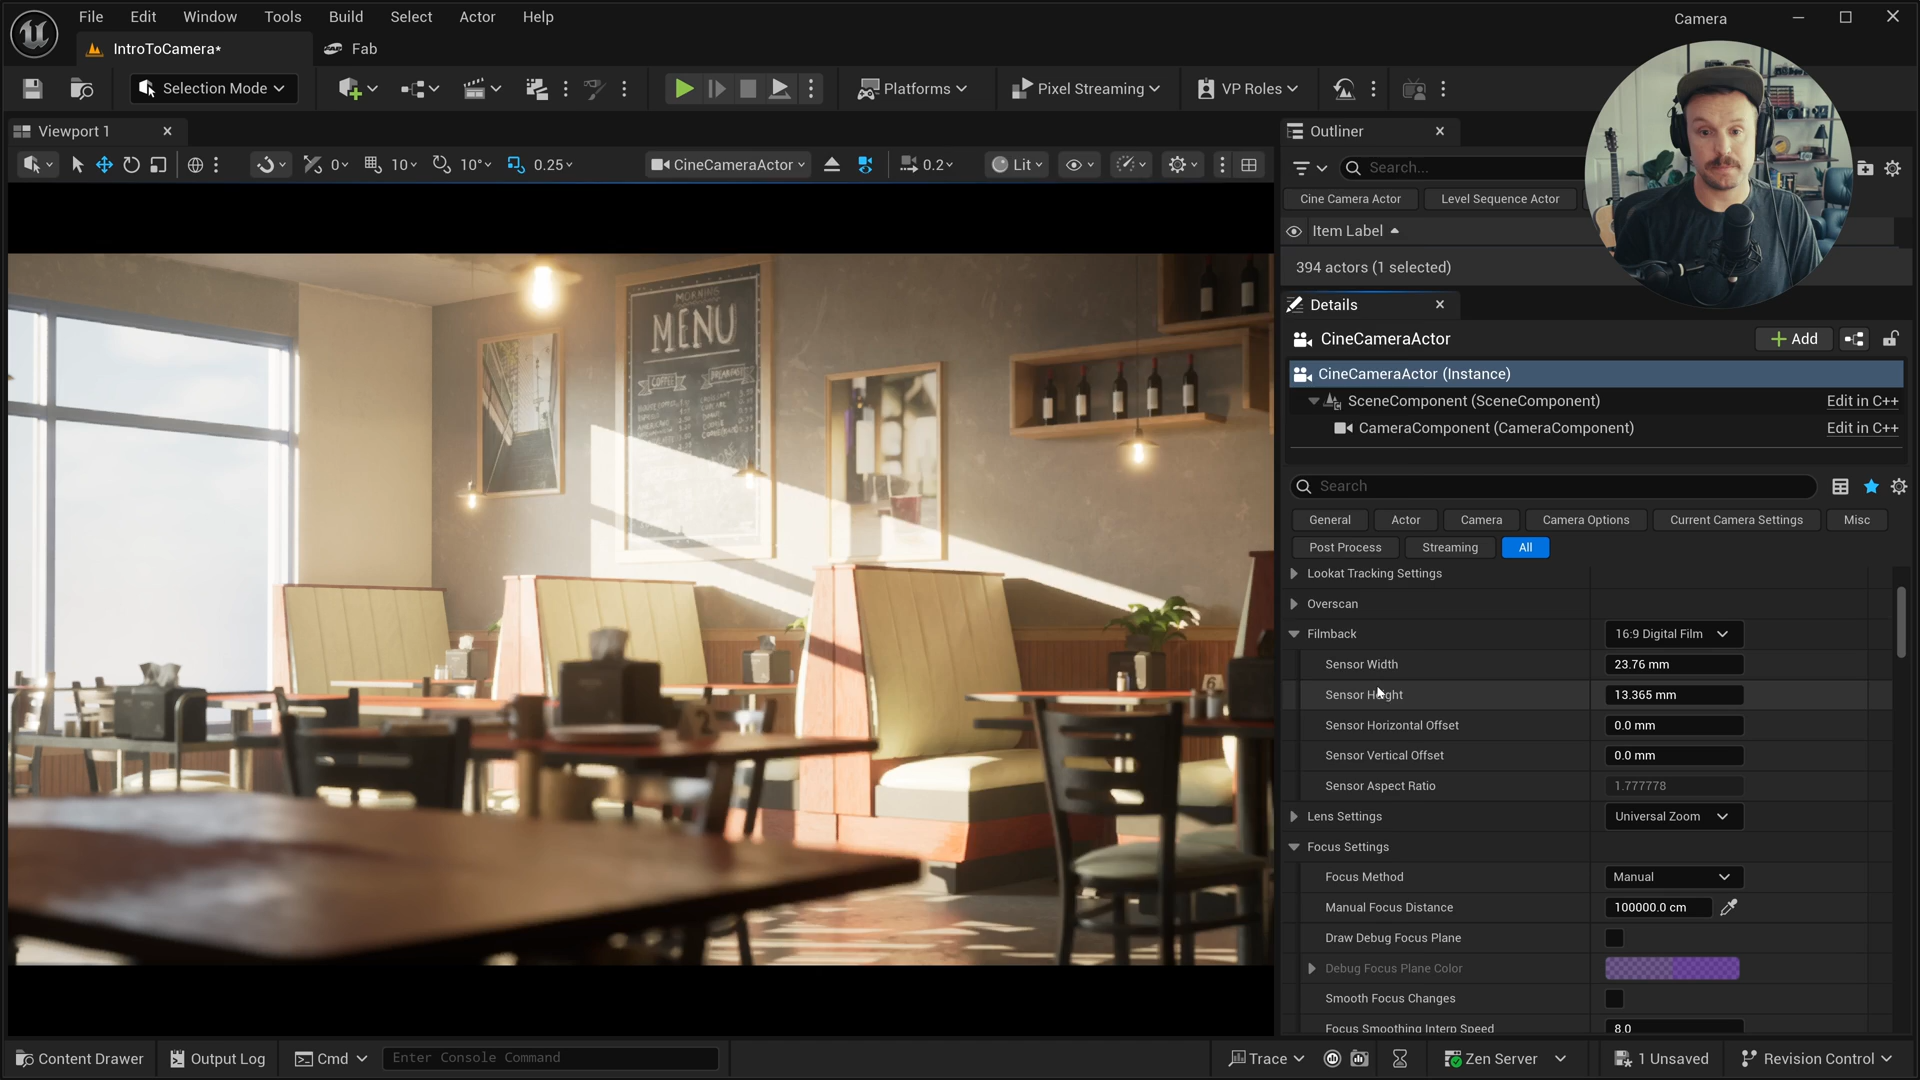 File Edit Window Tools Build Select Actor Help
Camera
IntroToCamera*
Fab
Selection Mode
Platforms
Pixel Streaming
VP Roles
Viewport 1
Outliner
0
10
10°
0.25
CineCameraActor
0.2
Lit
Search...
Cine Camera Actor
Level Sequence Actor
Item Label
394 actors (1 selected)
Details
CineCameraActor
Add
CineCameraActor (Instance)
SceneComponent (SceneComponent)
Edit in C++
CameraComponent (CameraComponent)
Edit in C++
Search
General
Actor
Camera
Camera Options
Current Camera Settings
Misc
Post Process
Streaming
All
Lookat Tracking Settings
Overscan
Filmback
16:9 Digital Film
Sensor Width
23.76 mm
Sensor Height
13.365 mm
Sensor Horizontal Offset
0.0 mm
Sensor Vertical Offset
0.0 mm
Sensor Aspect Ratio
1.777778
Lens Settings
Universal Zoom
Focus Settings
Focus Method
Manual
Manual Focus Distance
100000.0 cm
Draw Debug Focus Plane
Debug Focus Plane Color
Smooth Focus Changes
Focus Smoothing Interp Speed
8.0
MORNING
MENU
COFFEE
BREAKFAST
6
Content Drawer
Output Log
Cmd
Enter Console Command
Trace
Zen Server
1 Unsaved
Revision Control